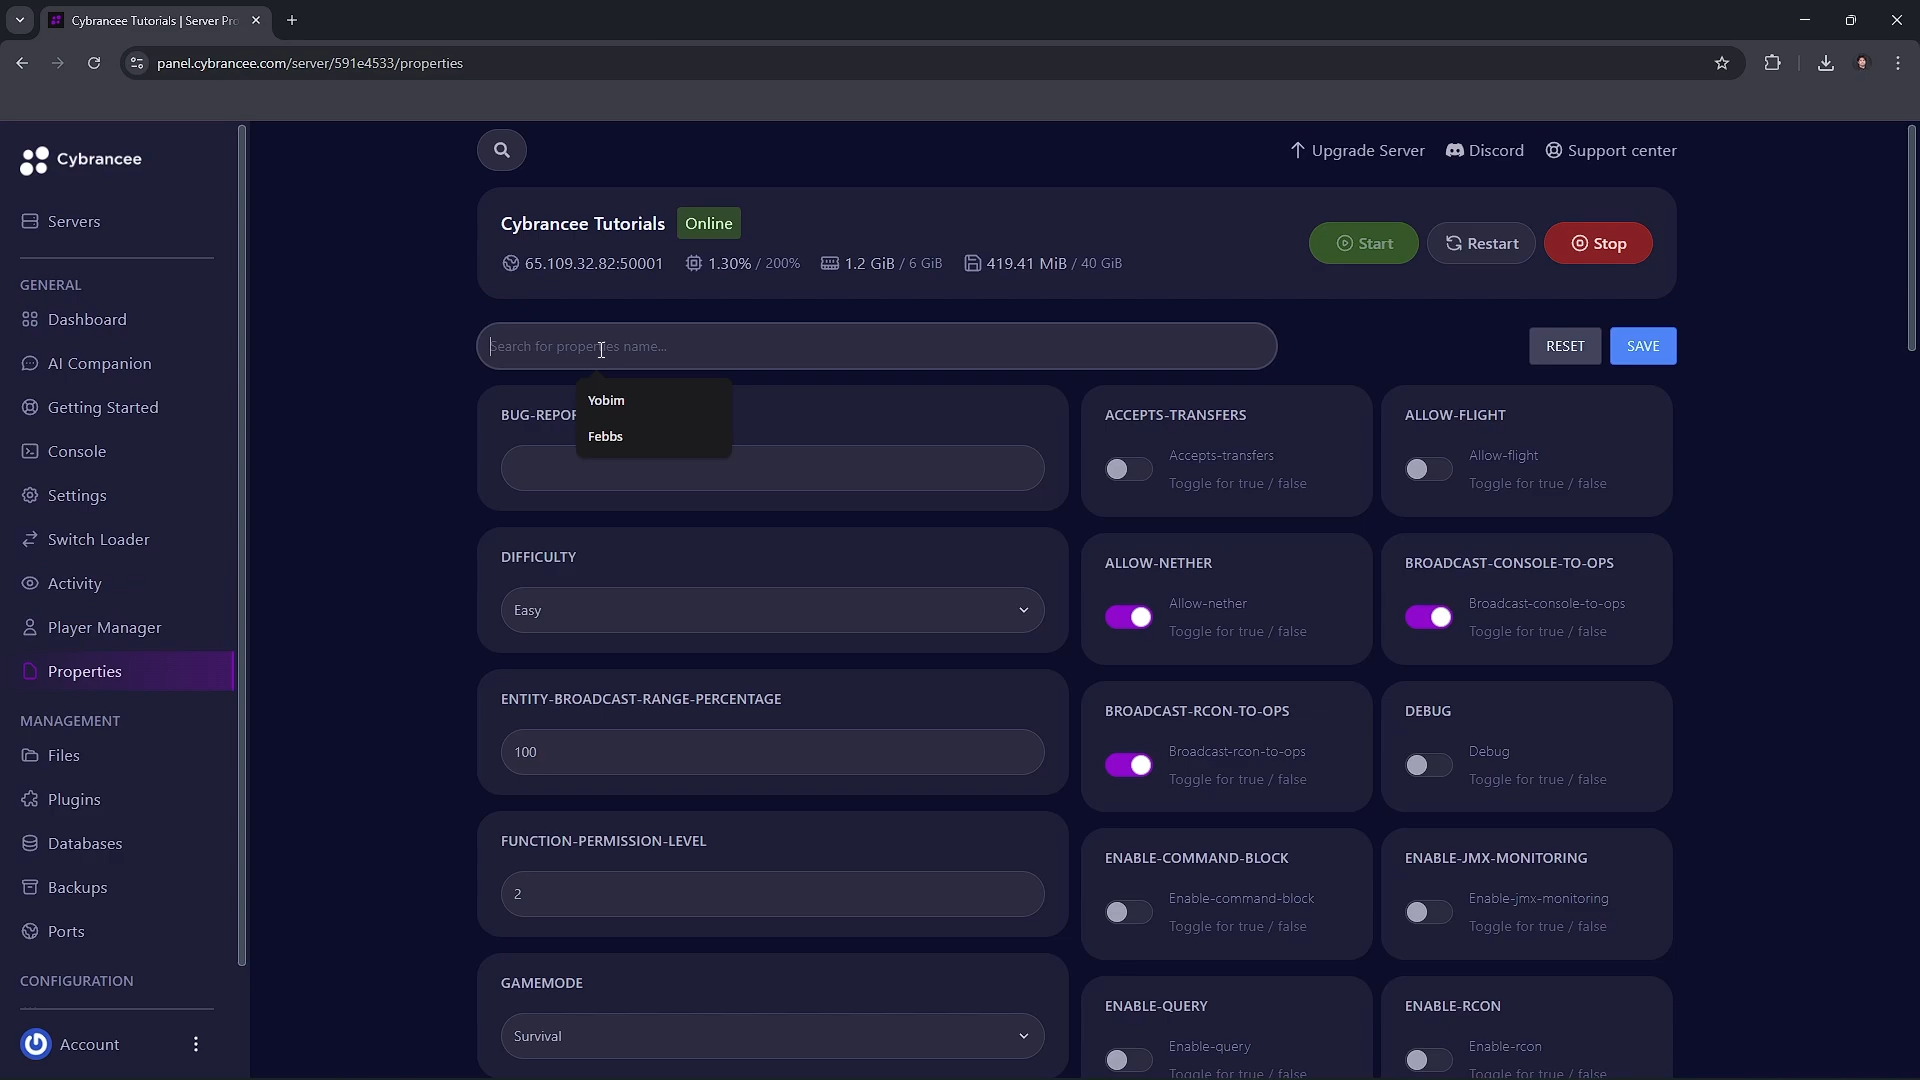 Cybrancee Tutorials | Server Pro
panel.cybrancee.com/server/591e4533/properties
Cybrancee
Servers
GENERAL
Dashboard
AI Companion
Getting Started
Console
Settings
Switch Loader
Activity
Player Manager
Properties
MANAGEMENT
Files
Plugins
Databases
Backups
Ports
CONFIGURATION
Account
Upgrade Server
Discord
Support center
Cybrancee Tutorials
Online
65.109.32.82:50001
1.30% / 200%
1.2 GiB / 6 GiB
419.41 MiB / 40 GiB
Start
Restart
Stop
Search for properties name...
RESET
SAVE
Yobim
Febbs
BUG-REPOR
DIFFICULTY
Easy
ENTITY-BROADCAST-RANGE-PERCENTAGE
100
FUNCTION-PERMISSION-LEVEL
2
GAMEMODE
Survival
ACCEPTS-TRANSFERS
Accepts-transfers
Toggle for true / false
ALLOW-FLIGHT
Allow-flight
Toggle for true / false
ALLOW-NETHER
Allow-nether
Toggle for true / false
BROADCAST-CONSOLE-TO-OPS
Broadcast-console-to-ops
Toggle for true / false
BROADCAST-RCON-TO-OPS
Broadcast-rcon-to-ops
Toggle for true / false
DEBUG
Debug
Toggle for true / false
ENABLE-COMMAND-BLOCK
Enable-command-block
Toggle for true / false
ENABLE-JMX-MONITORING
Enable-jmx-monitoring
Toggle for true / false
ENABLE-QUERY
Enable-query
Toggle for true / false
ENABLE-RCON
Enable-rcon
Toggle for true / false